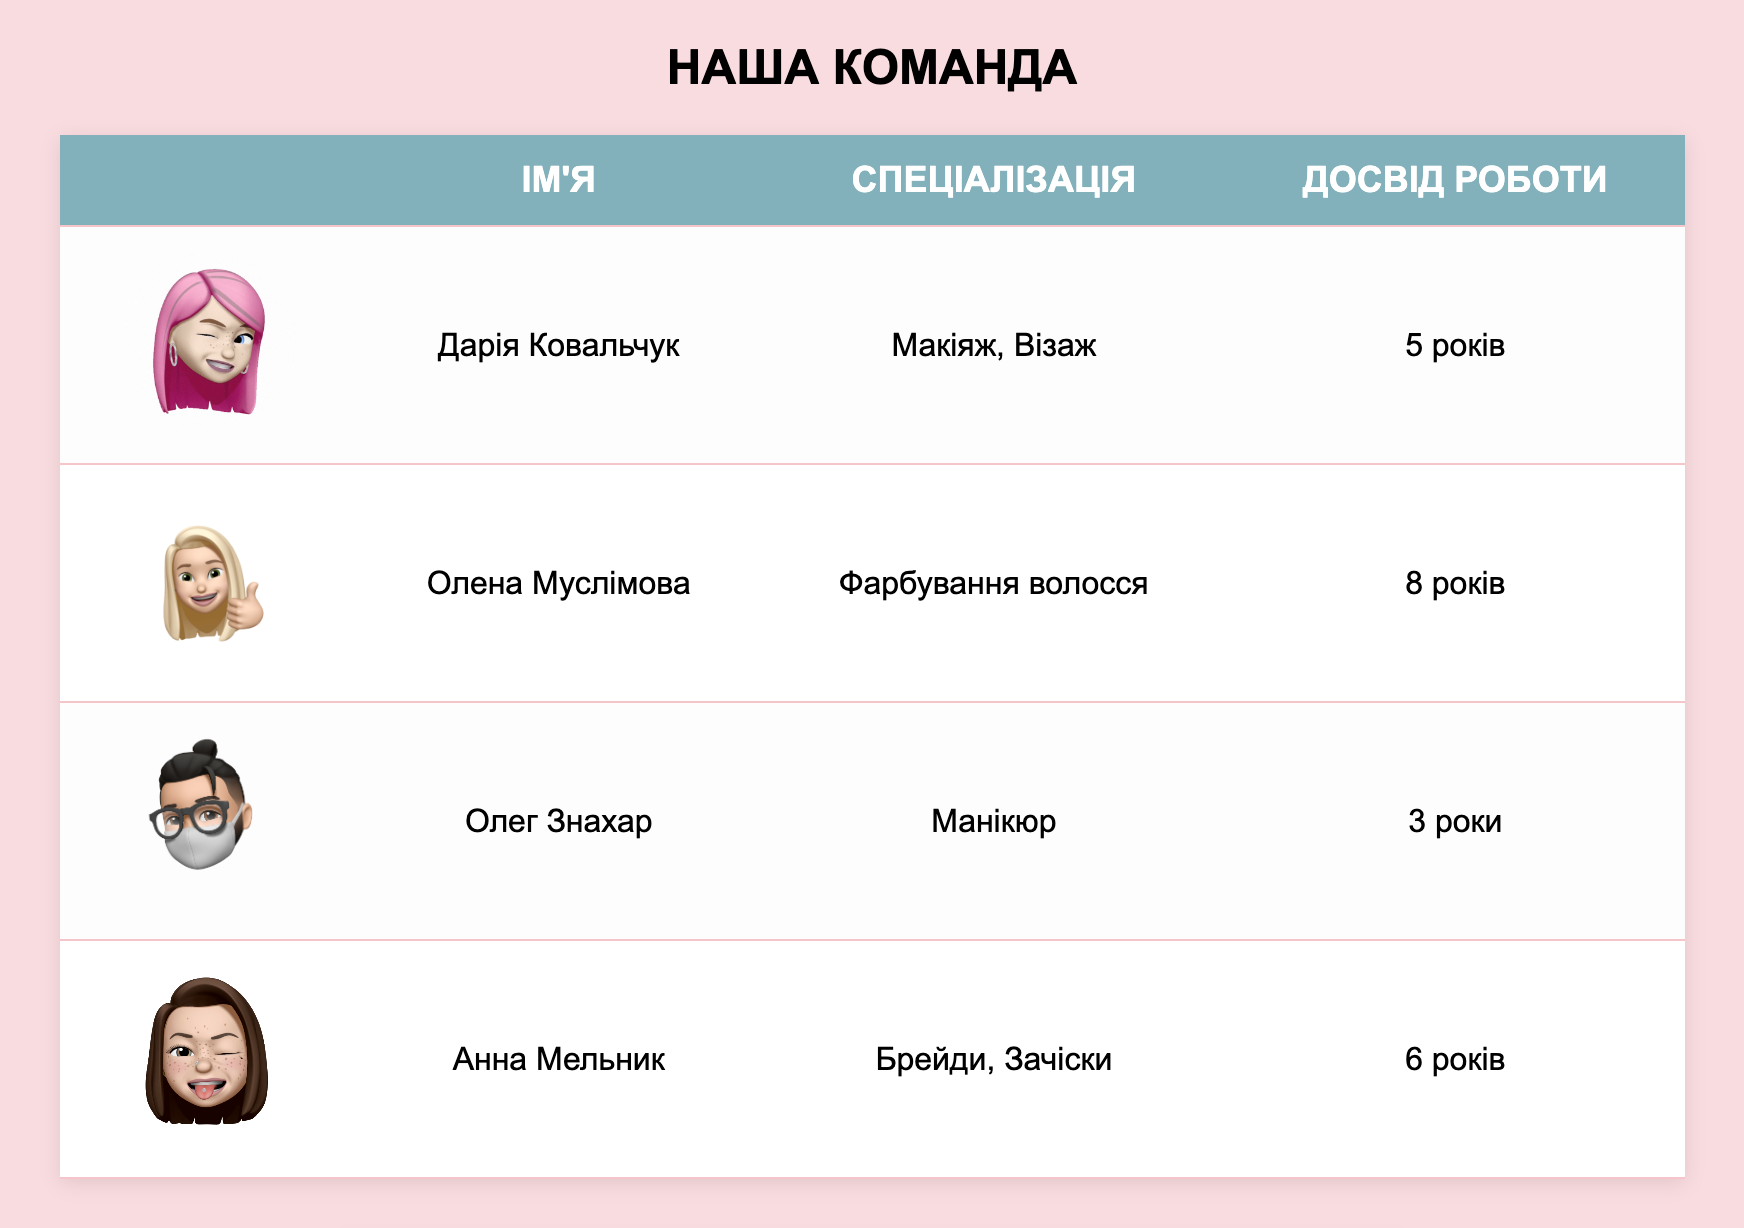 НАША КОМАНДА
ІМ'Я СПЕЦІАЛІЗАЦІЯ ДОСВІД РОБОТИ
Дарія Ковальчук Макіяж, Візаж 5 років
Олена Муслімова Фарбування волосся 8 років
Олег Знахар Манікюр 3 роки
Анна Мельник Брейди, Зачіски 6 років